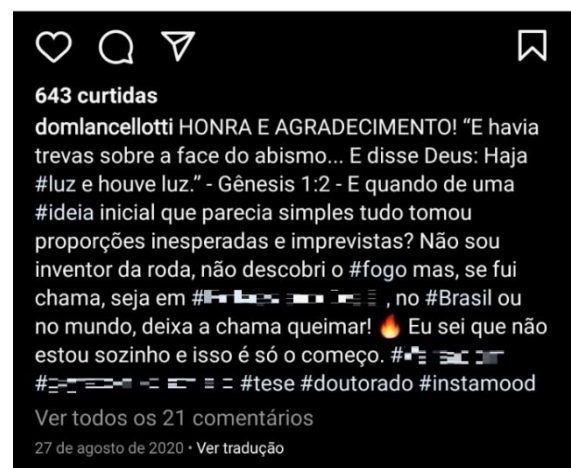 643 curtidas
domlancellotti HONRA E AGRADECIMENTO! “E havia
trevas sobre a face do abismo... E disse Deus: Haja
#luz e houve luz.” - Gênesis 1:2 - E quando de uma
#ideia inicial que parecia simples tudo tomou
proporções inesperadas e imprevistas? Não sou
inventor da roda, não descobri o #fogo mas, se fui
chama, seja em # , no #Brasil ou
no mundo, deixa a chama queimar! 🔥 Eu sei que não
estou sozinho e isso é só o começo. #
# #tese #doutorado #instamood
Ver todos os 21 comentários
27 de agosto de 2020 • Ver tradução